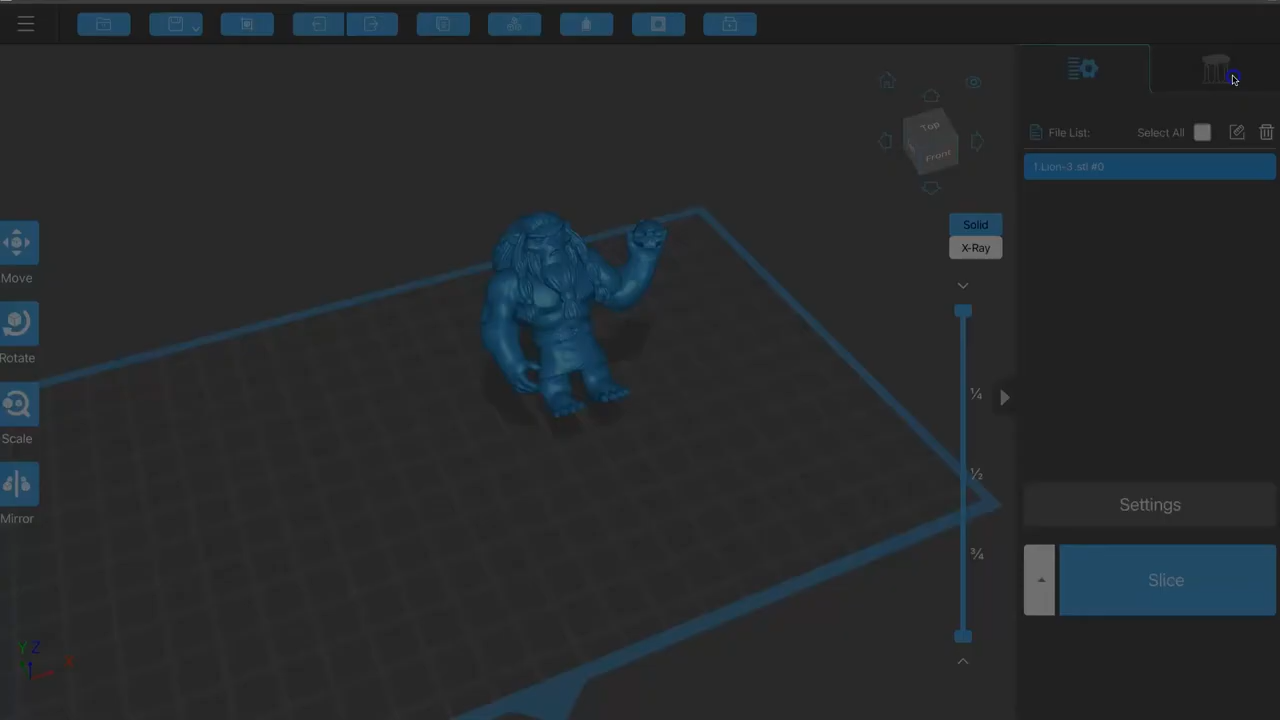 File List:
Select All
1.Lion-3 .stl #0
Top
Front
Solid
X-Ray
Move
Rotate
Scale
Mirror
¼
½
¾
Settings
Slice
Y Z
X